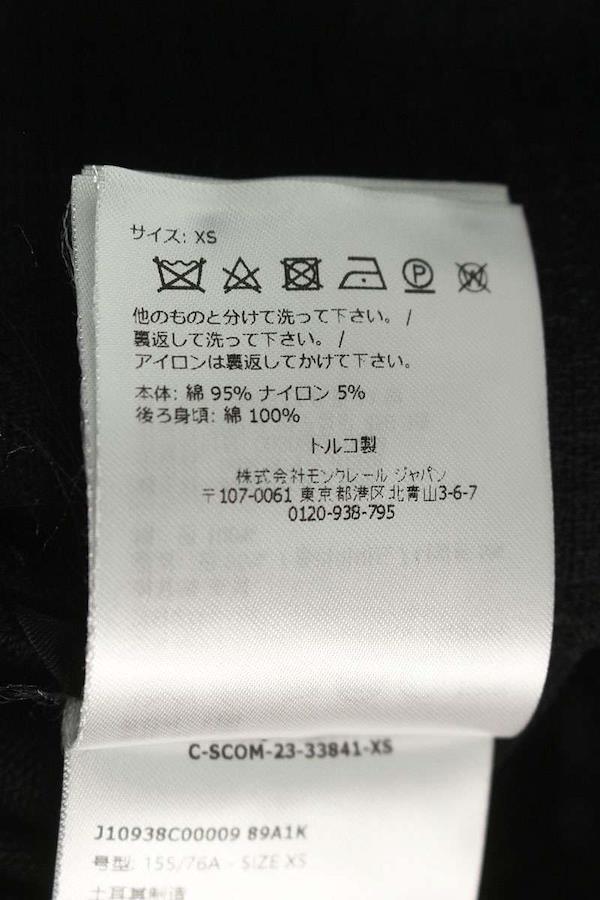 サイズ: XS
P W
他のものと分けて洗って下さい。/
裏返して洗って下さい。/
アイロンは裏返してかけて下さい。
本体: 綿 95% ナイロン 5%
後ろ身頃: 綿 100%
トルコ製
株式会社モンクレール ジャパン
〒107-0061 東京都港区北青山3-6-7
0120-938-795
C-SCOM-23-33841-XS
J10938C00009 89A1K
号型: 155/76A - SIZE XS
土耳其制造